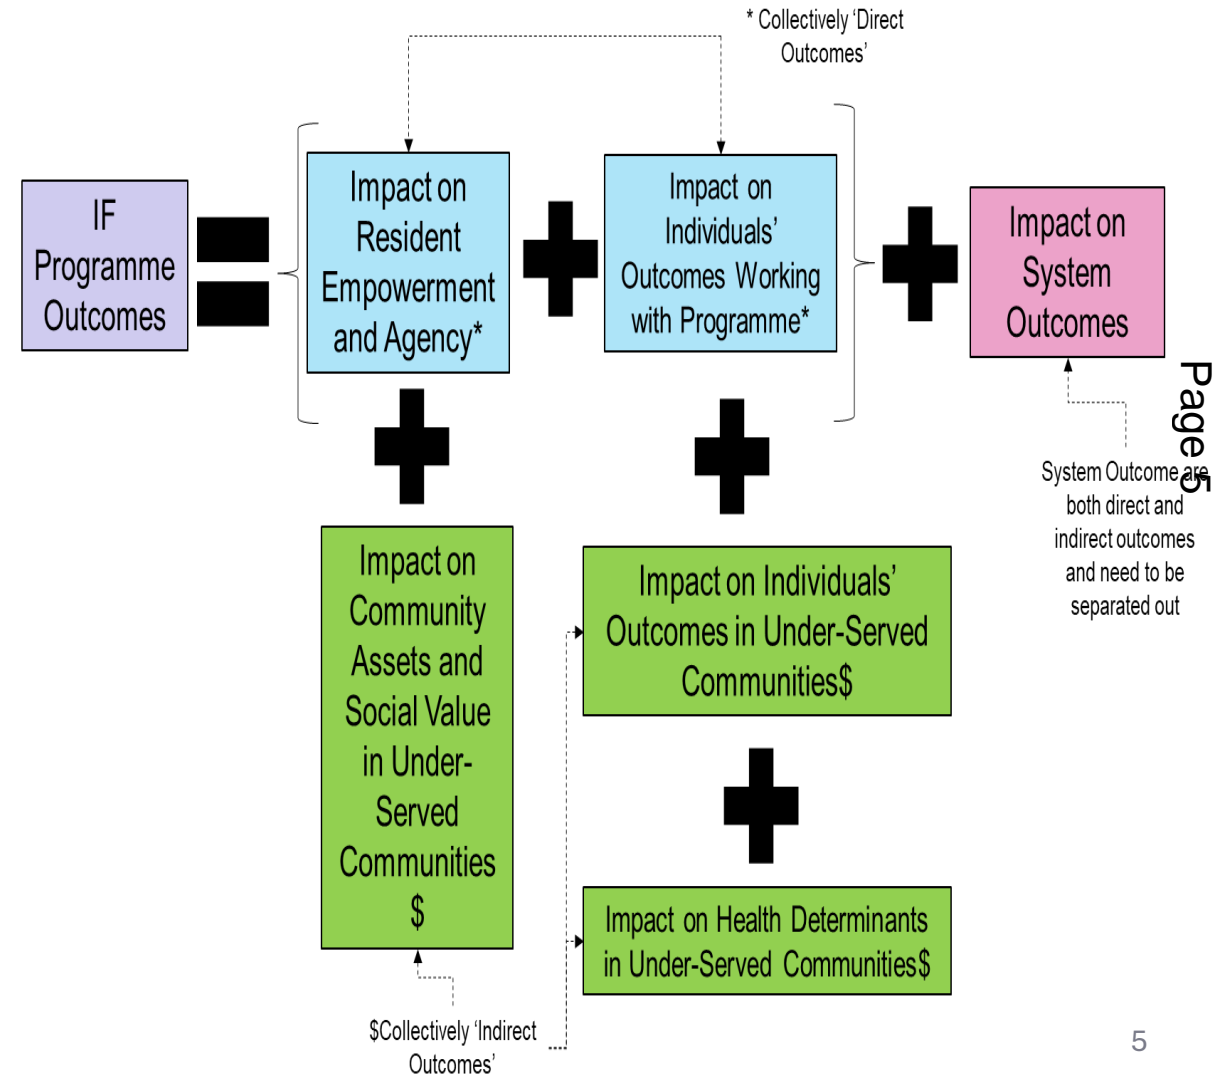 * Collectively ‘Direct
Outcomes’
IF
Programme
Outcomes
Impact on
Resident
Empowerment
and Agency*
Impact on
Individuals’
Outcomes Working
with Programme*
Impact on
System
Outcomes
Page 5
System Outcome are
both direct and
indirect outcomes
and need to be
separated out
Impact on
Community
Assets and
Social Value
in Under-
Served
Communities
$
Impact on Individuals’
Outcomes in Under-Served
Communities$
Impact on Health Determinants
in Under-Served Communities$
$Collectively ‘Indirect
Outcomes’
5